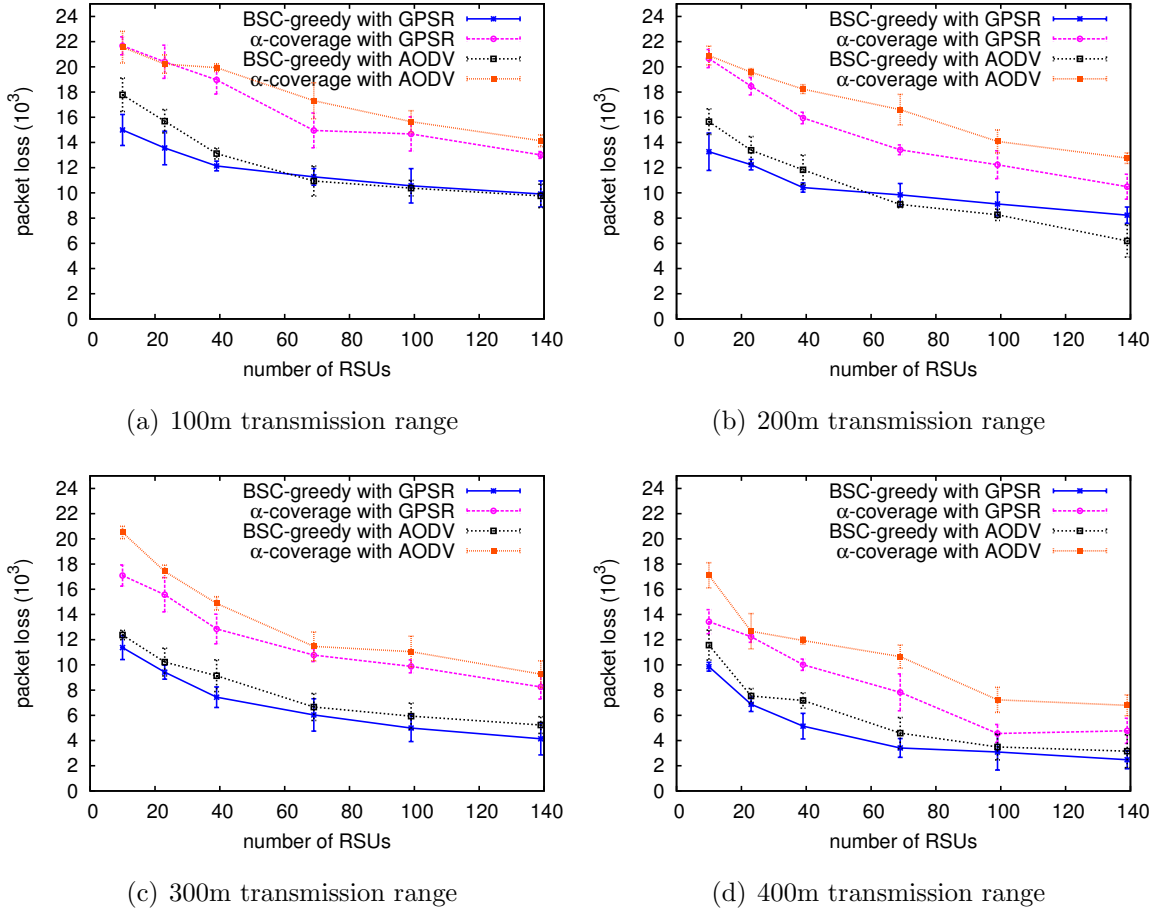 24
22
20
18
16
14
12
10
8
6
4
2
0
packet loss (10³)
BSC-greedy with GPSR
α-coverage with GPSR
BSC-greedy with AODV
α-coverage with AODV
0 20 40 60 80 100 120 140
number of RSUs
(a) 100m transmission range
24
22
20
18
16
14
12
10
8
6
4
2
0
packet loss (10³)
BSC-greedy with GPSR
α-coverage with GPSR
BSC-greedy with AODV
α-coverage with AODV
0 20 40 60 80 100 120 140
number of RSUs
(b) 200m transmission range
24
22
20
18
16
14
12
10
8
6
4
2
0
packet loss (10³)
BSC-greedy with GPSR
α-coverage with GPSR
BSC-greedy with AODV
α-coverage with AODV
0 20 40 60 80 100 120 140
number of RSUs
(c) 300m transmission range
24
22
20
18
16
14
12
10
8
6
4
2
0
packet loss (10³)
BSC-greedy with GPSR
α-coverage with GPSR
BSC-greedy with AODV
α-coverage with AODV
0 20 40 60 80 100 120 140
number of RSUs
(d) 400m transmission range